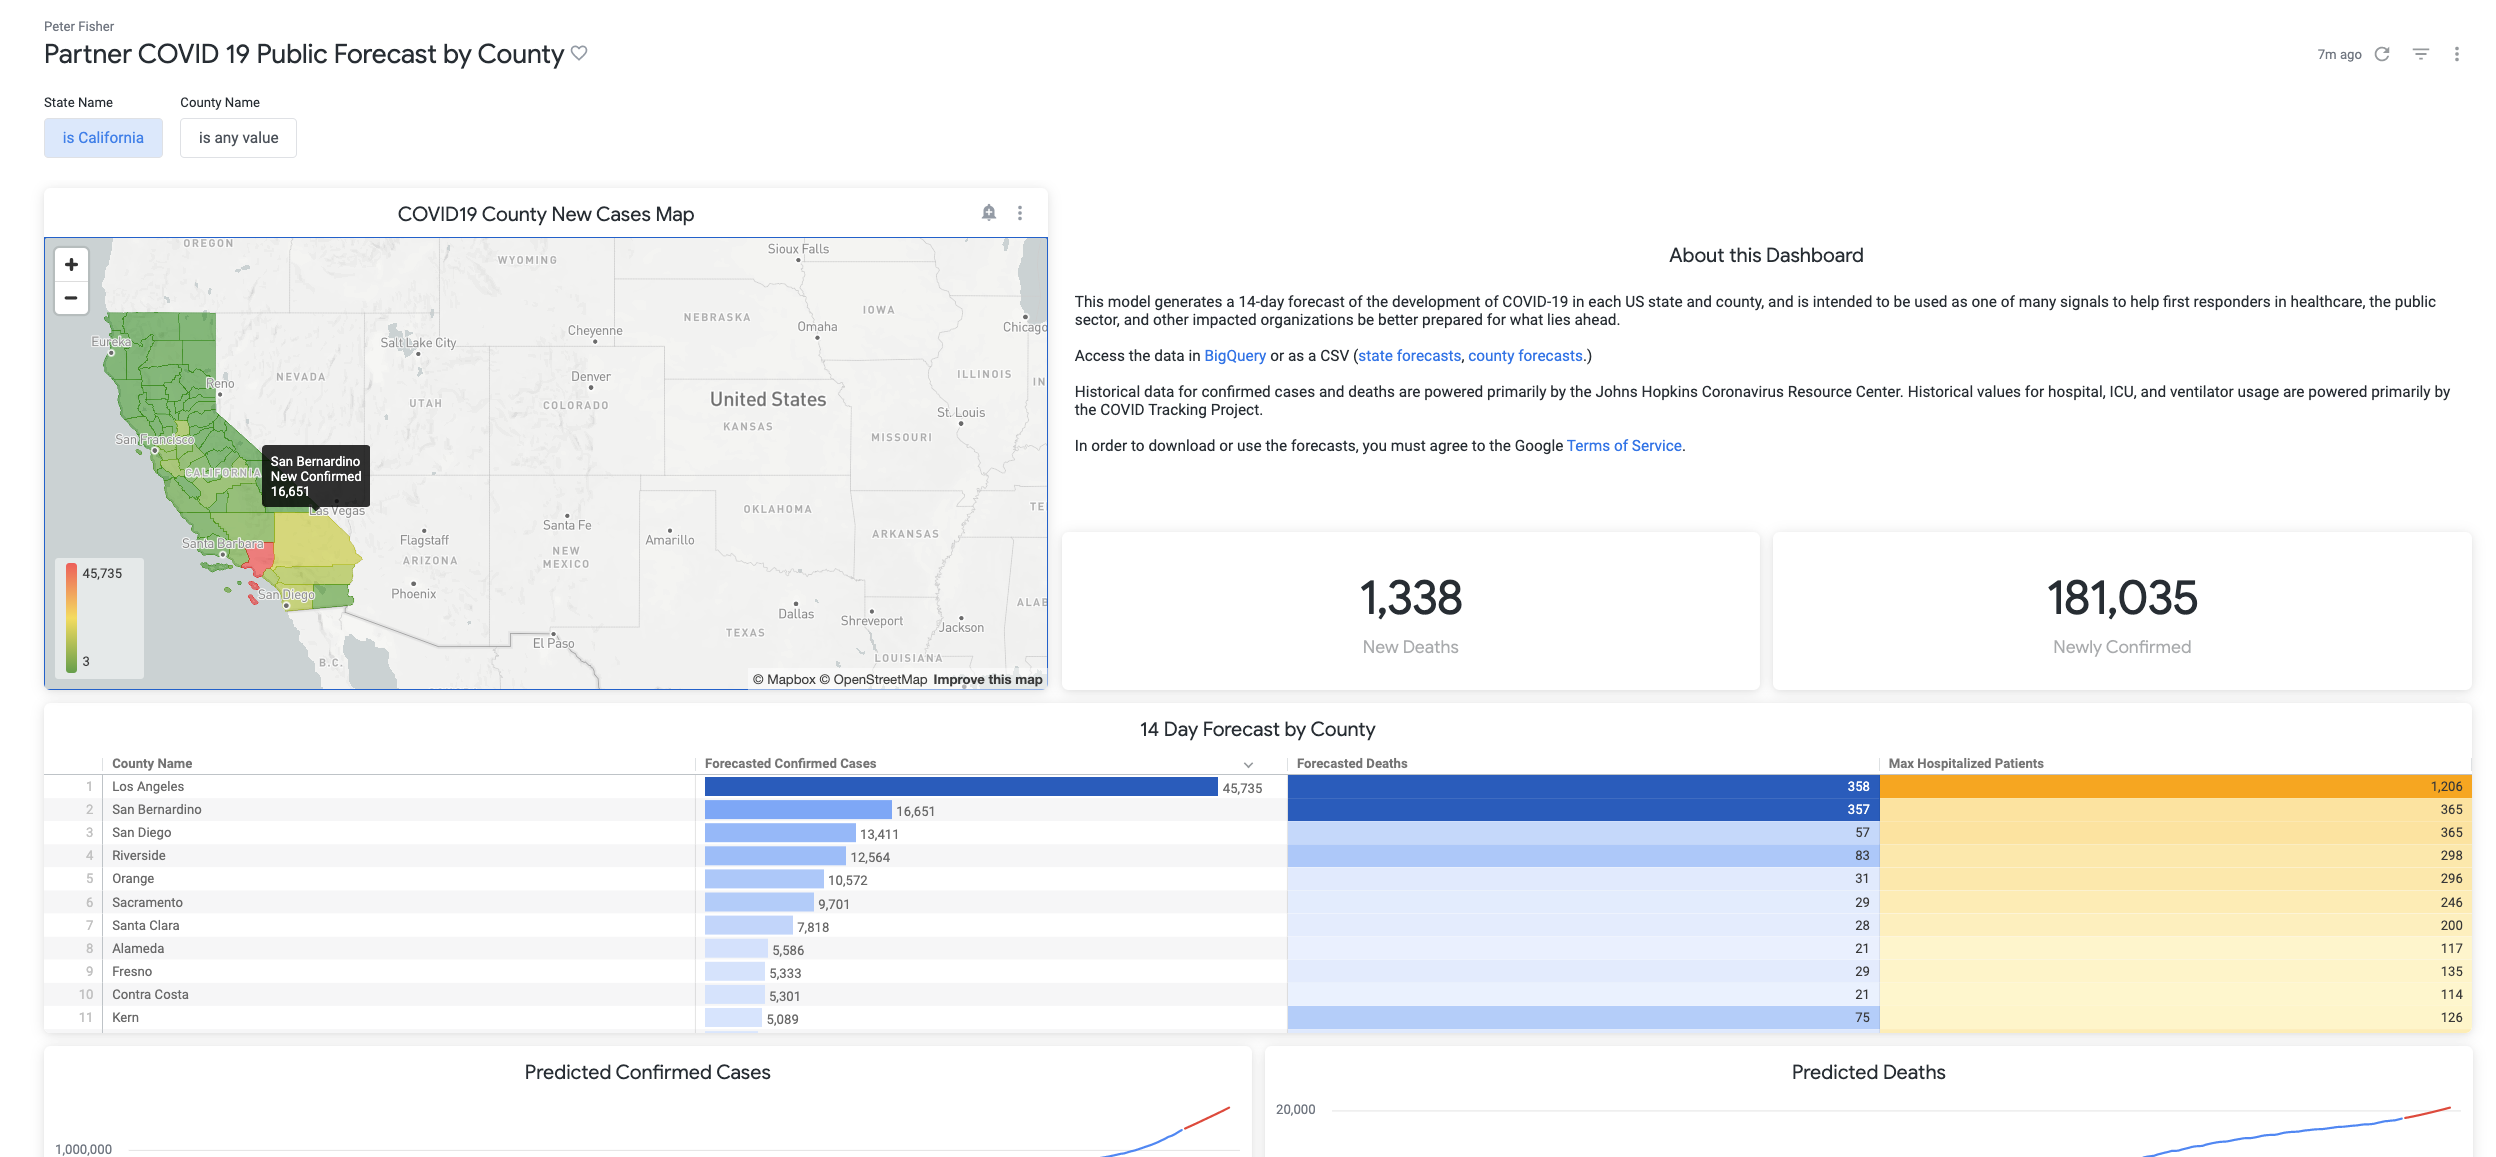 Peter Fisher
Partner COVID 19 Public Forecast by County
7m ago
State Name
County Name
is California
is any value
COVID19 County New Cases Map
+
−
OREGON
Sioux Falls
WYOMING
IOWA
NEBRASKA
Omaha
Chicago
Cheyenne
Eureka
Salt Lake City
Reno
NEVADA
Denver
ILLINOIS
IN
UTAH
COLORADO
United States
St. Louis
KANSAS
MISSOURI
San Francisco
CALIFORNIA
San Bernardino
New Confirmed
16,651
Las Vegas
TE
OKLAHOMA
Santa Fe
ARKANSAS
Flagstaff
Amarillo
Santa Barbara
ARIZONA
NEW
MEXICO
45,735
San Diego
Phoenix
ALAB
Dallas
Shreveport
Jackson
TEXAS
El Paso
LOUISIANA
B.C.
3
© Mapbox © OpenStreetMap Improve this map
About this Dashboard
This model generates a 14-day forecast of the development of COVID-19 in each US state and county, and is intended to be used as one of many signals to help first responders in healthcare, the public
sector, and other impacted organizations be better prepared for what lies ahead.
Access the data in BigQuery or as a CSV (state forecasts, county forecasts.)
Historical data for confirmed cases and deaths are powered primarily by the Johns Hopkins Coronavirus Resource Center. Historical values for hospital, ICU, and ventilator usage are powered primarily by
the COVID Tracking Project.
In order to download or use the forecasts, you must agree to the Google Terms of Service.
1,338
New Deaths
181,035
Newly Confirmed
14 Day Forecast by County
County Name Forecasted Confirmed Cases Forecasted Deaths Max Hospitalized Patients
1 Los Angeles 45,735 358 1,206
2 San Bernardino 16,651 357 365
3 San Diego 13,411 57 365
4 Riverside 12,564 83 298
5 Orange 10,572 31 296
6 Sacramento 9,701 29 246
7 Santa Clara 7,818 28 200
8 Alameda 5,586 21 117
9 Fresno 5,333 29 135
10 Contra Costa 5,301 21 114
11 Kern 5,089 75 126
Predicted Confirmed Cases
1,000,000
Predicted Deaths
20,000